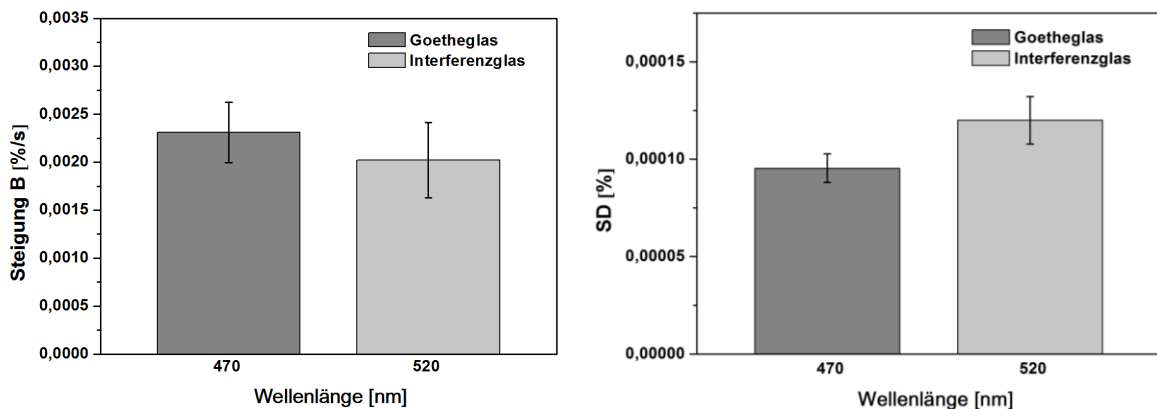 0,0035
0,0030
0,0025
0,0020
0,0015
0,0010
0,0005
0,0000
Steigung B [%/s]
Goetheglas
Interferenzglas
470 520
Wellenlänge [nm]
0,00015
0,00010
0,00005
0,00000
SD [%]
Goetheglas
Interferenzglas
470 520
Wellenlänge [nm]